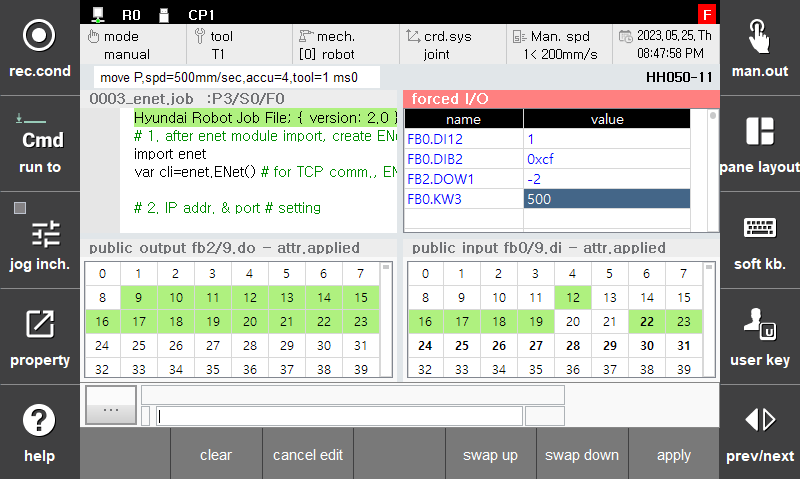 R0 CP1 F
rec.cond
mode
manual
tool
T1
mech.
[0] robot
crd.sys
joint
Man. spd
1< 200mm/s
2023,05,25,Th
08:47:58 PM
man.out
move P,spd=500mm/sec,accu=4,tool=1 ms0
HH050-11
Cmd
run to
0003_enet.job :P3/S0/F0
Hyundai Robot Job File; { version: 2.0 }
# 1. after enet module import, create ENe
import enet
var cli=enet.ENet() # for TCP comm., EN
# 2. IP addr. & port # setting
forced I/O
name value
FB0.DI12 1
FB0.DIB2 0xcf
FB2.DOW1 -2
FB0.KW3 500
pane layout
jog inch.
soft kb.
public output fb2/9.do - attr.applied
0 1 2 3 4 5 6 7
8 9 10 11 12 13 14 15
16 17 18 19 20 21 22 23
24 25 26 27 28 29 30 31
32 33 34 35 36 37 38 39
public input fb0/9.di - attr.applied
0 1 2 3 4 5 6 7
8 9 10 11 12 13 14 15
16 17 18 19 20 21 22 23
24 25 26 27 28 29 30 31
32 33 34 35 36 37 38 39
property
U
user key
...
?
help
clear
cancel edit
swap up
swap down
apply
prev/next